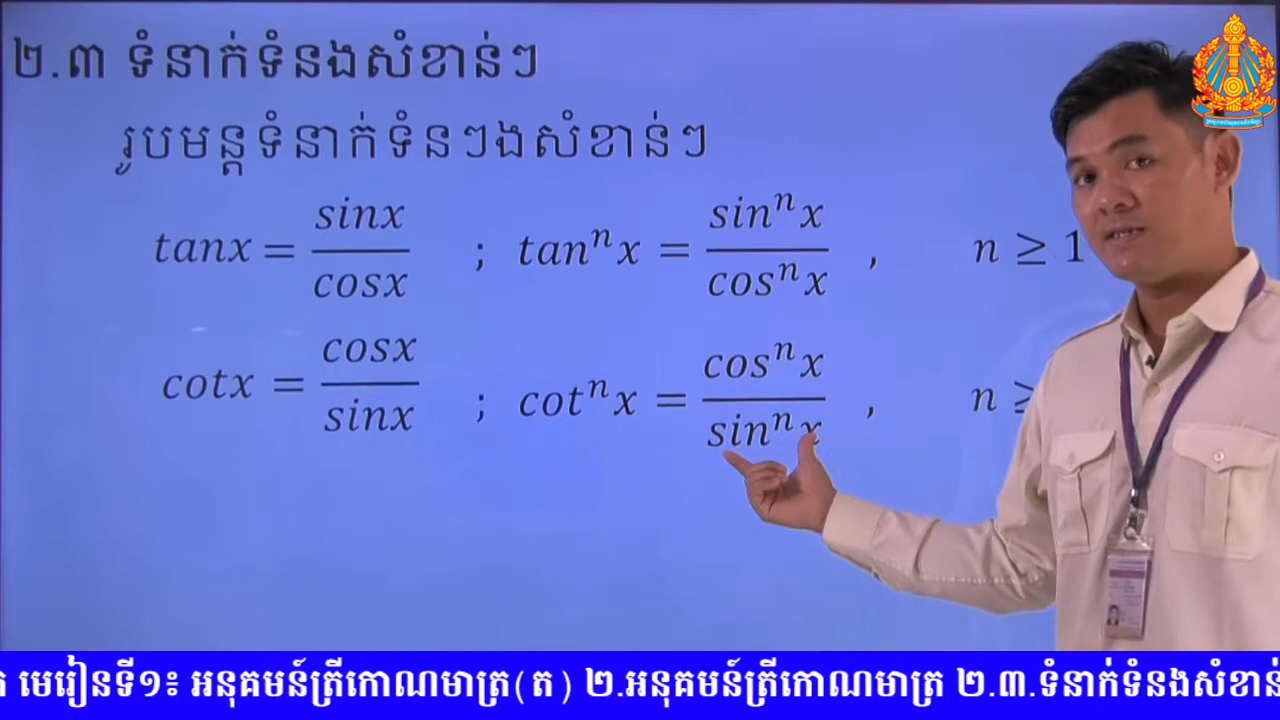 ២.៣ ទំនាក់ទំនងសំខាន់ៗ
រូបមន្តទំនាក់ទំនៗងសំខាន់ៗ
tanx = sinx/cosx ; tanⁿx = sinⁿx/cosⁿx , n ≥ 1
cotx = cosx/sinx ; cotⁿx = cosⁿx/sinⁿx , n ≥
មេរៀនទី១៖ អនុគមន៍ត្រីកោណមាត្រ(ត) ២.អនុគមន៍ត្រីកោណមាត្រ ២.៣.ទំនាក់ទំនងសំខាន់